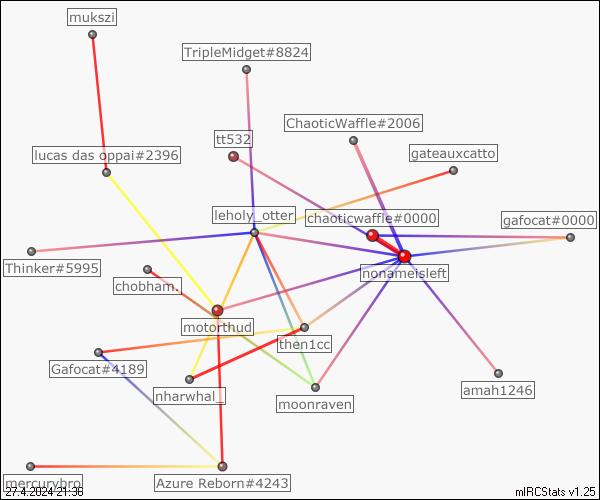 mukszi
TripleMidget#8824
ChaoticWaffle#2006
tt532
lucas das oppai#2396
gateauxcatto
leholy_otter
chaoticwaffle#0000
gafocat#0000
Thinker#5995
nonameisleft
chobham.
motorthud
then1cc
Gafocat#4189
nharwhal_
amah1246
moonraven
mercurybro
Azure Reborn#4243
27.4.2024 21:36
mIRCStats v1.25